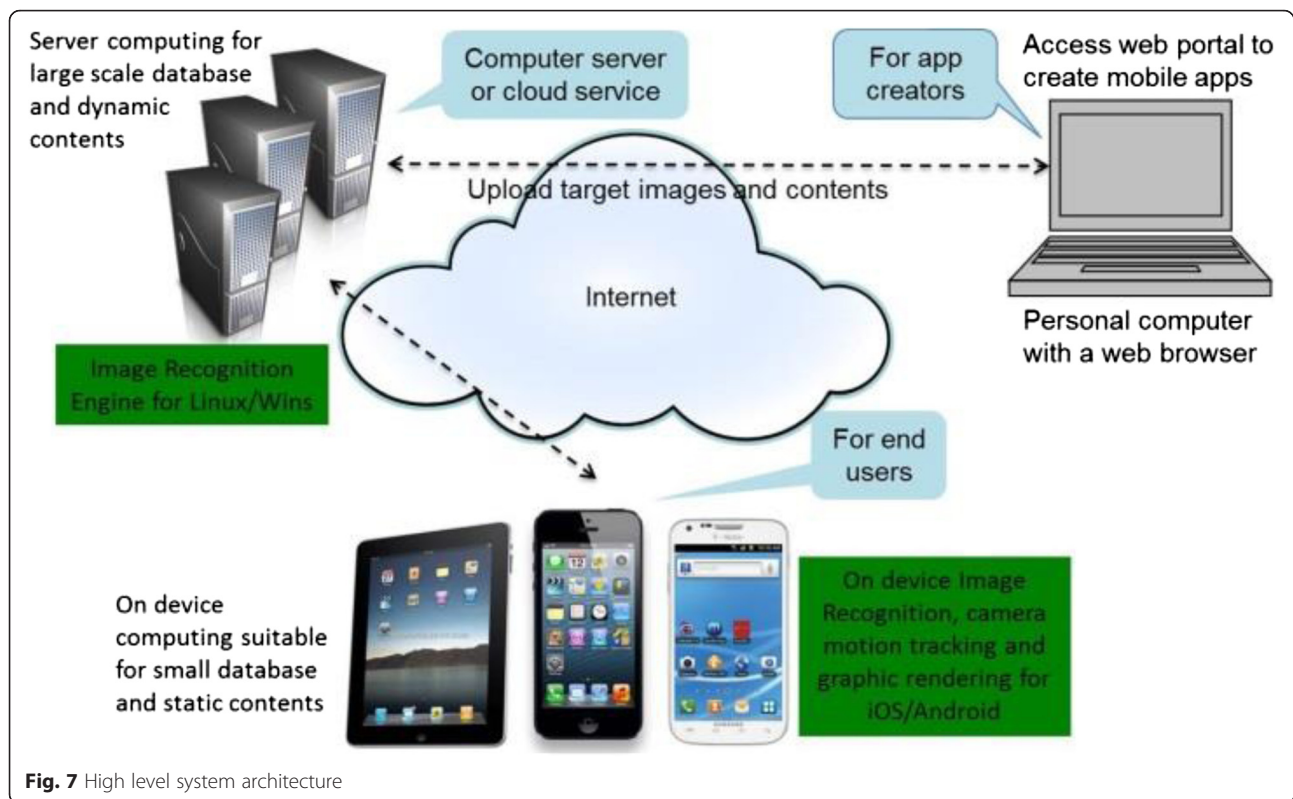 Server computing for
large scale database
and dynamic
contents
Computer server
or cloud service
For app
creators
Access web portal to
create mobile apps
Upload target images and contents
Internet
Personal computer
with a web browser
Image Recognition
Engine for Linux/Wins
For end
users
On device
computing suitable
for small database
and static contents
On device Image
Recognition, camera
motion tracking and
graphic rendering for
iOS/Android
Fig. 7 High level system architecture